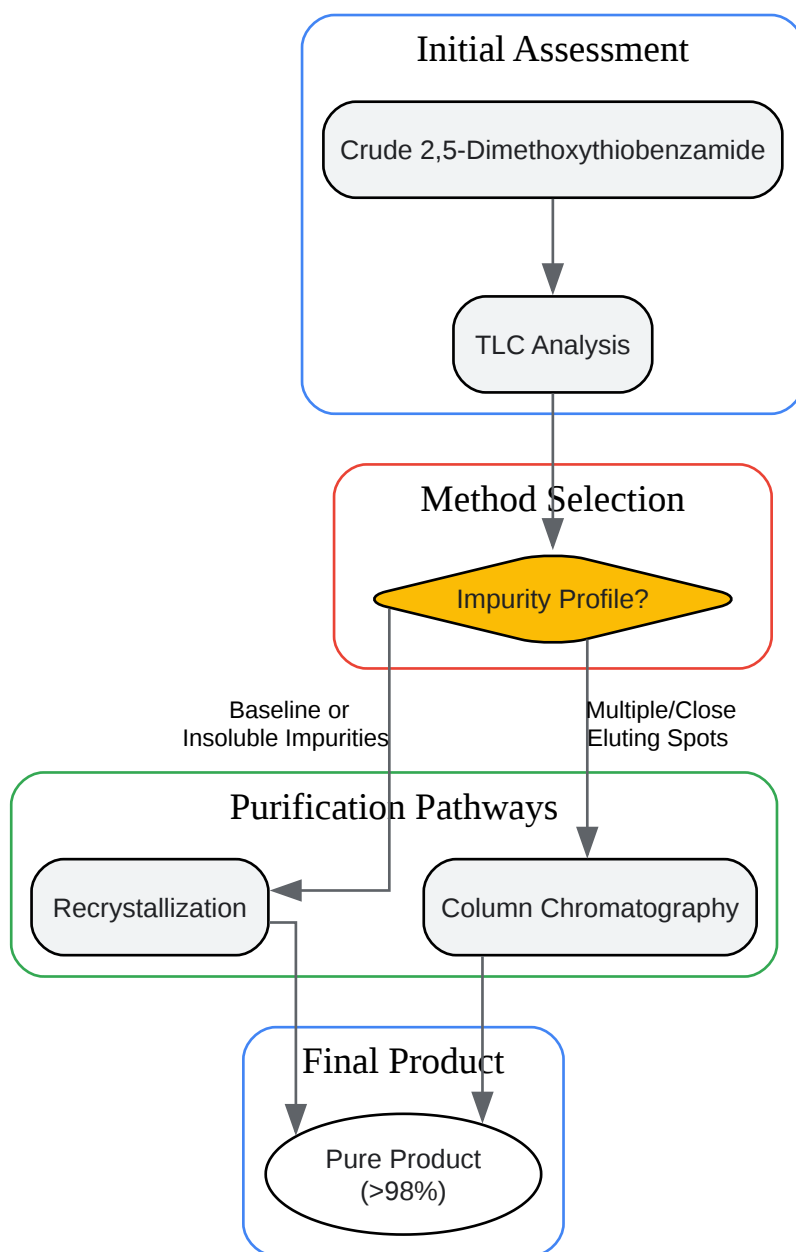 Initial Assessment
Crude 2,5-Dimethoxythiobenzamide
TLC Analysis
Method Selection
Impurity Profile?
Baseline or
Insoluble Impurities
Multiple/Close
Eluting Spots
Purification Pathways
Recrystallization
Column Chromatography
Final Product
Pure Product
(>98%)